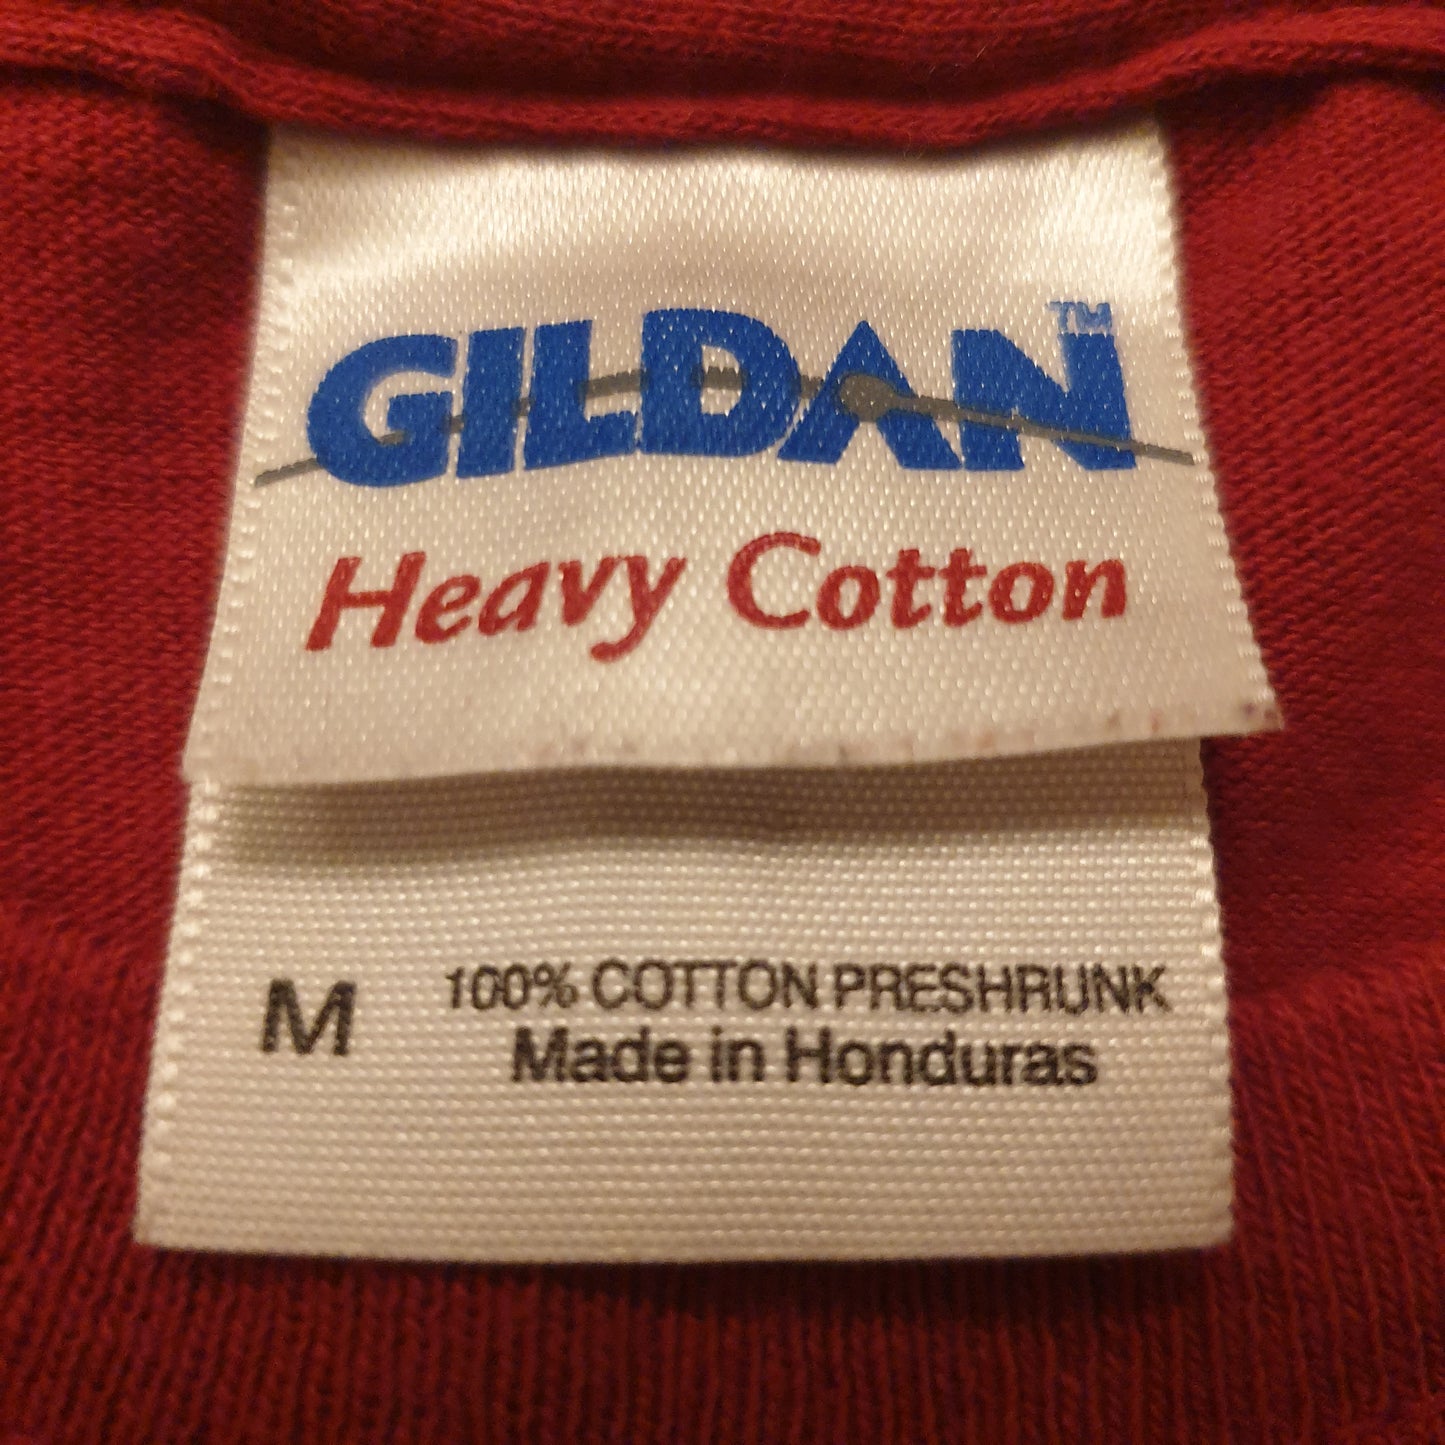 GILDAN™
Heavy Cotton
M 100% COTTON PRESHRUNK
Made in Honduras